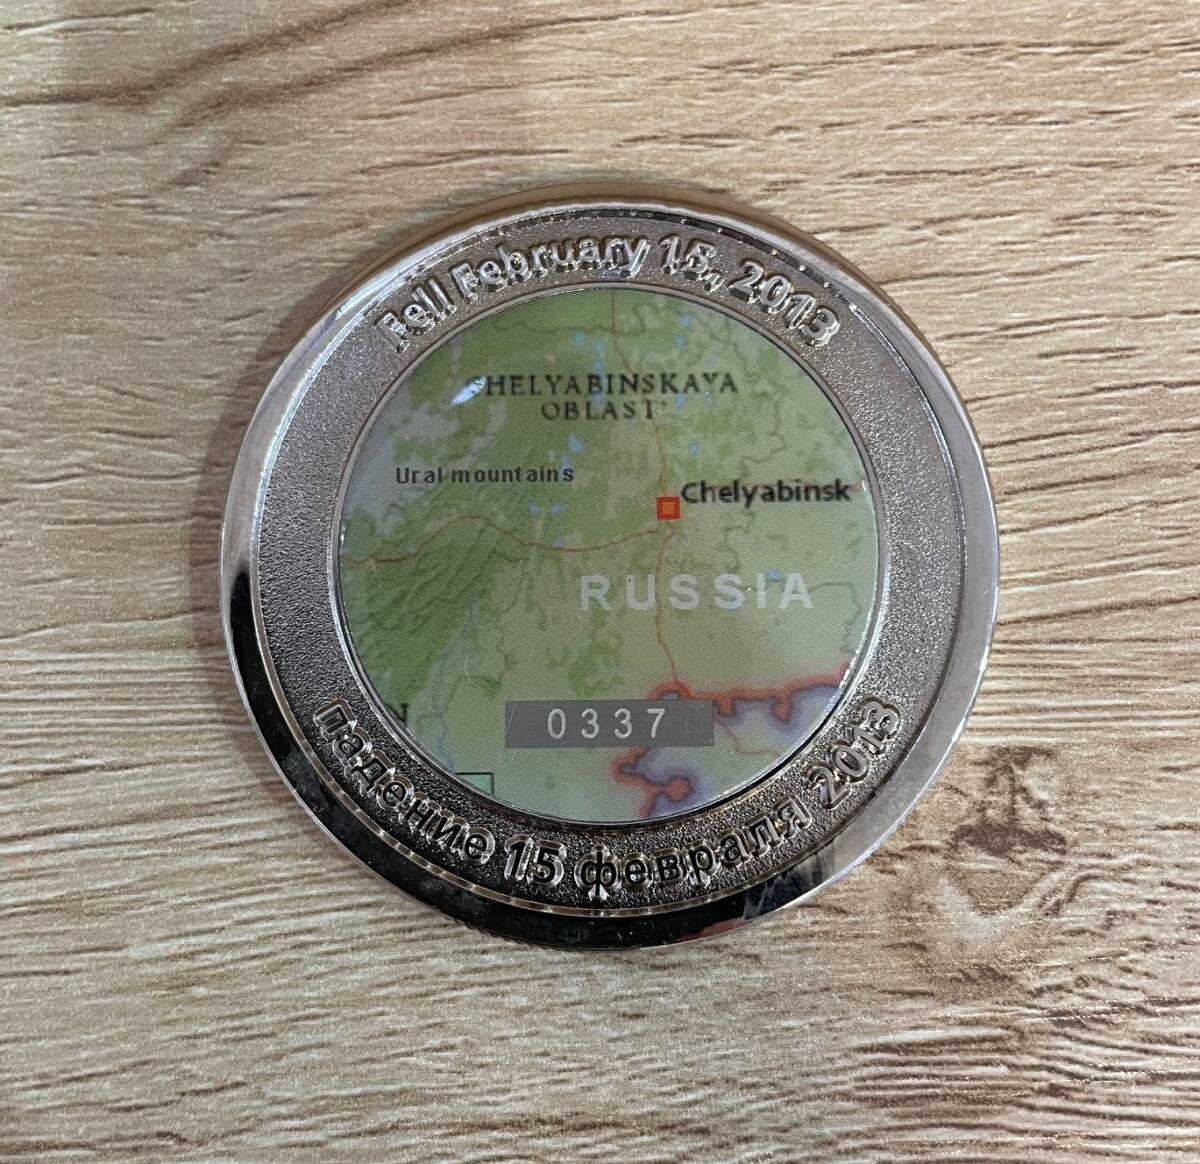 Fell February 15, 2013
CHELYABINSKAYA
OBLAST
Ural mountains
Chelyabinsk
RUSSIA
N
0337
падение 15 февраля 2013